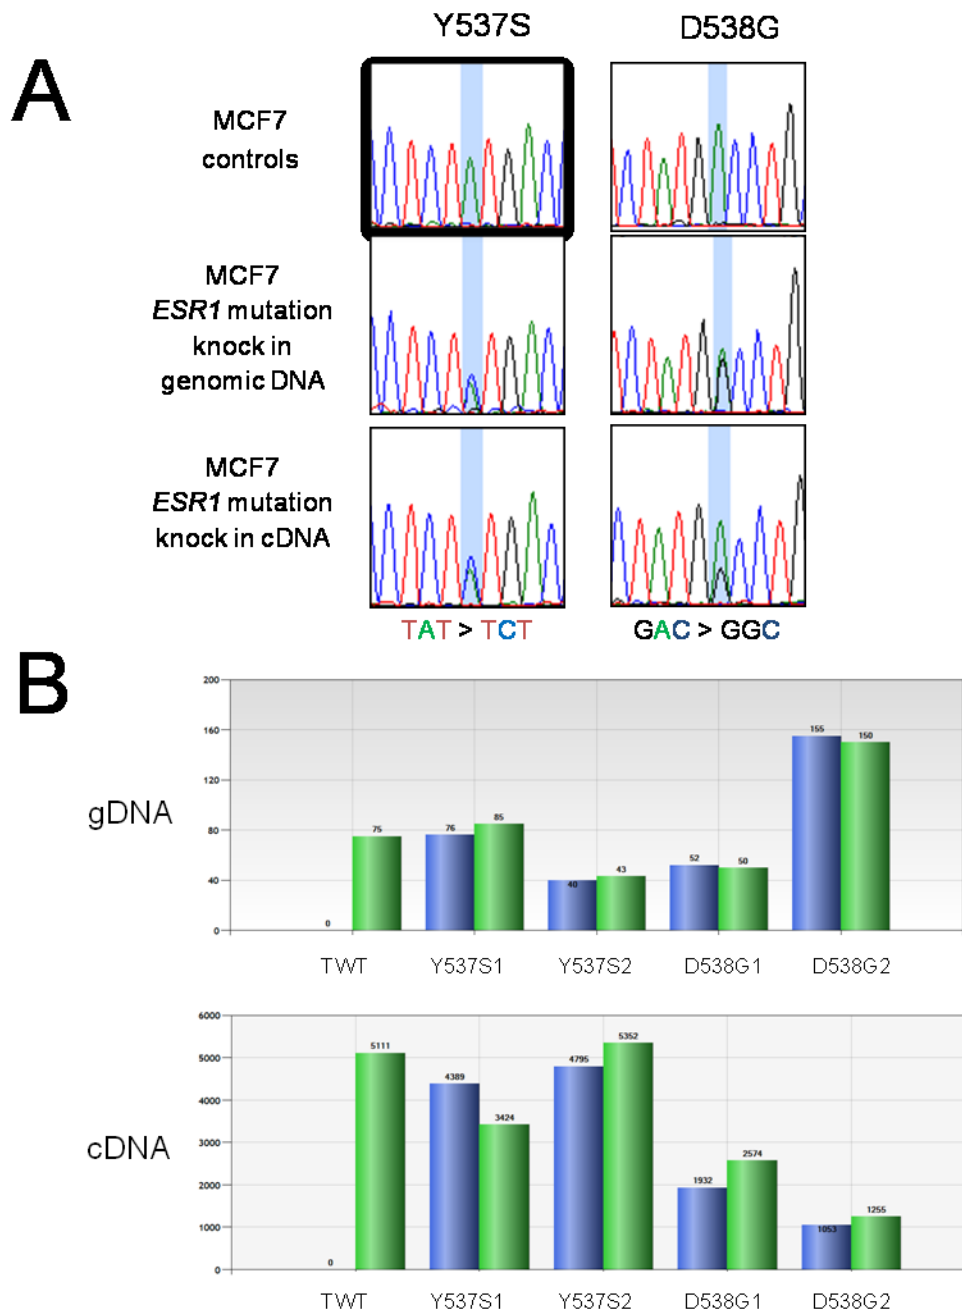 Y537S
D538G
A
MCF7
controls
MCF7
ESR1 mutation
knock in
genomic DNA
MCF7
ESR1 mutation
knock in cDNA
TAT > TCT
GAC > GGC
B
gDNA
200
160
120
80
40
0
0
75
76
85
40
43
52
50
155
150
TWT
Y537S1
Y537S2
D538G1
D538G2
cDNA
6000
5000
4000
3000
2000
1000
0
0
5111
4389
3424
4795
5352
1932
2574
1053
1255
TWT
Y537S1
Y537S2
D538G1
D538G2